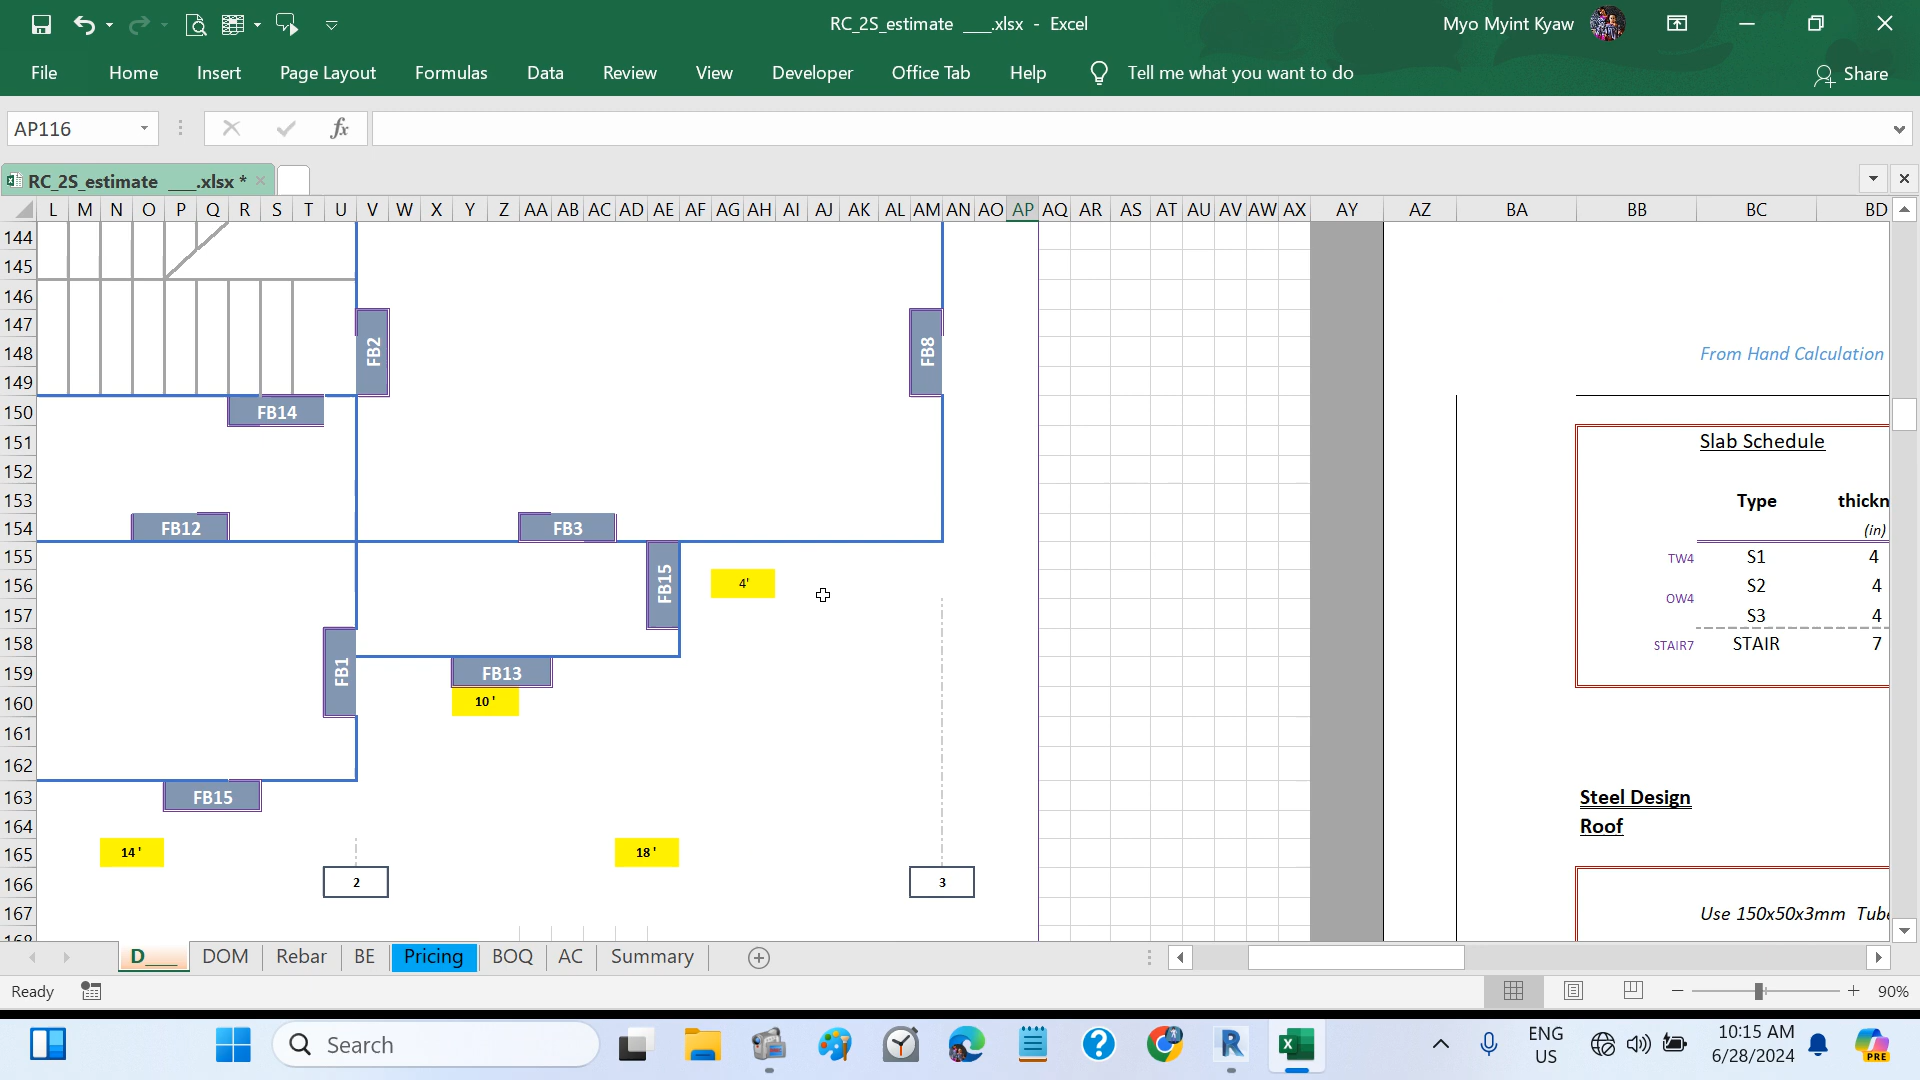 RC_2S_estimate ___.xlsx - Excel
Myo Myint Kyaw
File Home Insert Page Layout Formulas Data Review View Developer Office Tab Help Tell me what you want to do Share
AP116
fx
RC_2S_estimate ___.xlsx *
L M N O P Q R S T U V W X Y Z AA AB AC AD AE AF AG AH AI AJ AK AL AM AN AO AP AQ AR AS AT AU AV AW AX AY AZ BA BB BC BD
144
145
146
147
148 FB2 FB8 From Hand Calculation
149
150 FB14
151 Slab Schedule
152
153 Type thickn
154 FB12 FB3 (in)
155 TW4 S1 4
156 FB15 4' S2 4
OW4
157 S3 4
158 STAIR7 STAIR 7
159 FB1 FB13
160 10 '
161
162
163 FB15 Steel Design
164 Roof
165 14 ' 18 '
166 2 3
167 Use 150x50x3mm Tub
168
D___ DOM Rebar BE Pricing BOQ AC Summary
Ready 90%
Search ENG US 10:15 AM 6/28/2024 PRE